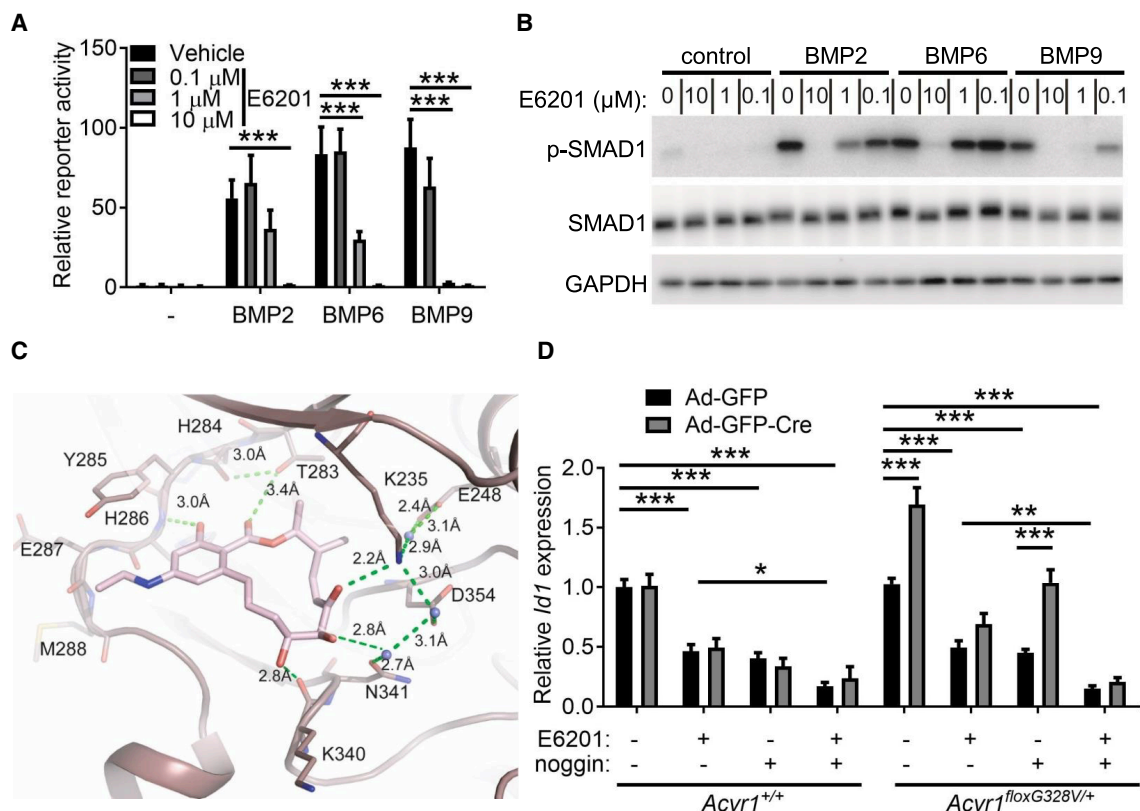 A
Relative reporter activity
150
100
50
0
Vehicle
0.1 μM
1 μM
10 μM
E6201
***
***
***
***
***
- BMP2 BMP6 BMP9
B
control BMP2 BMP6 BMP9
E6201 (μM): 0 10 1 0.1 0 10 1 0.1 0 10 1 0.1 0 10 1 0.1
p-SMAD1
SMAD1
GAPDH
C
H284
Y285
3.0Å
T283
K235
E248
3.4Å
2.4Å
3.0Å
3.1Å
H286
2.9Å
E287
2.2Å
3.0Å
D354
2.8Å
3.1Å
M288
2.7Å
2.8Å
N341
K340
D
Ad-GFP
Ad-GFP-Cre
Relative Id1 expression
2.0
1.5
1.0
0.5
0.0
***
***
***
*
***
***
***
***
**
***
E6201: - + - + - + - +
noggin: - - + + - - + +
Acvr1+/+ Acvr1floxG328V/+